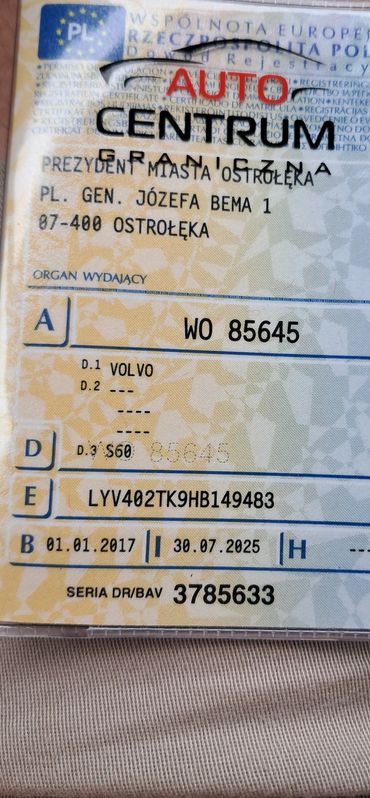 PL
WSPÓLNOTA EUROPEJ
RZECZPOSPOLITA POL
Dowód Rejestracy
AUTO
CENTRUM
GRANICZNA
PREZYDENT MIASTA OSTROŁĘKA
PL. GEN. JÓZEFA BEMA 1
07-400 OSTROŁĘKA
ORGAN WYDAJĄCY
A WO 85645
D.1 VOLVO
D.2 ---
----
----
D D.3 S60 WO 85645
E LYV402TK9HB149483
B 01.01.2017 I 30.07.2025 H ---
SERIA DR/BAV 3785633